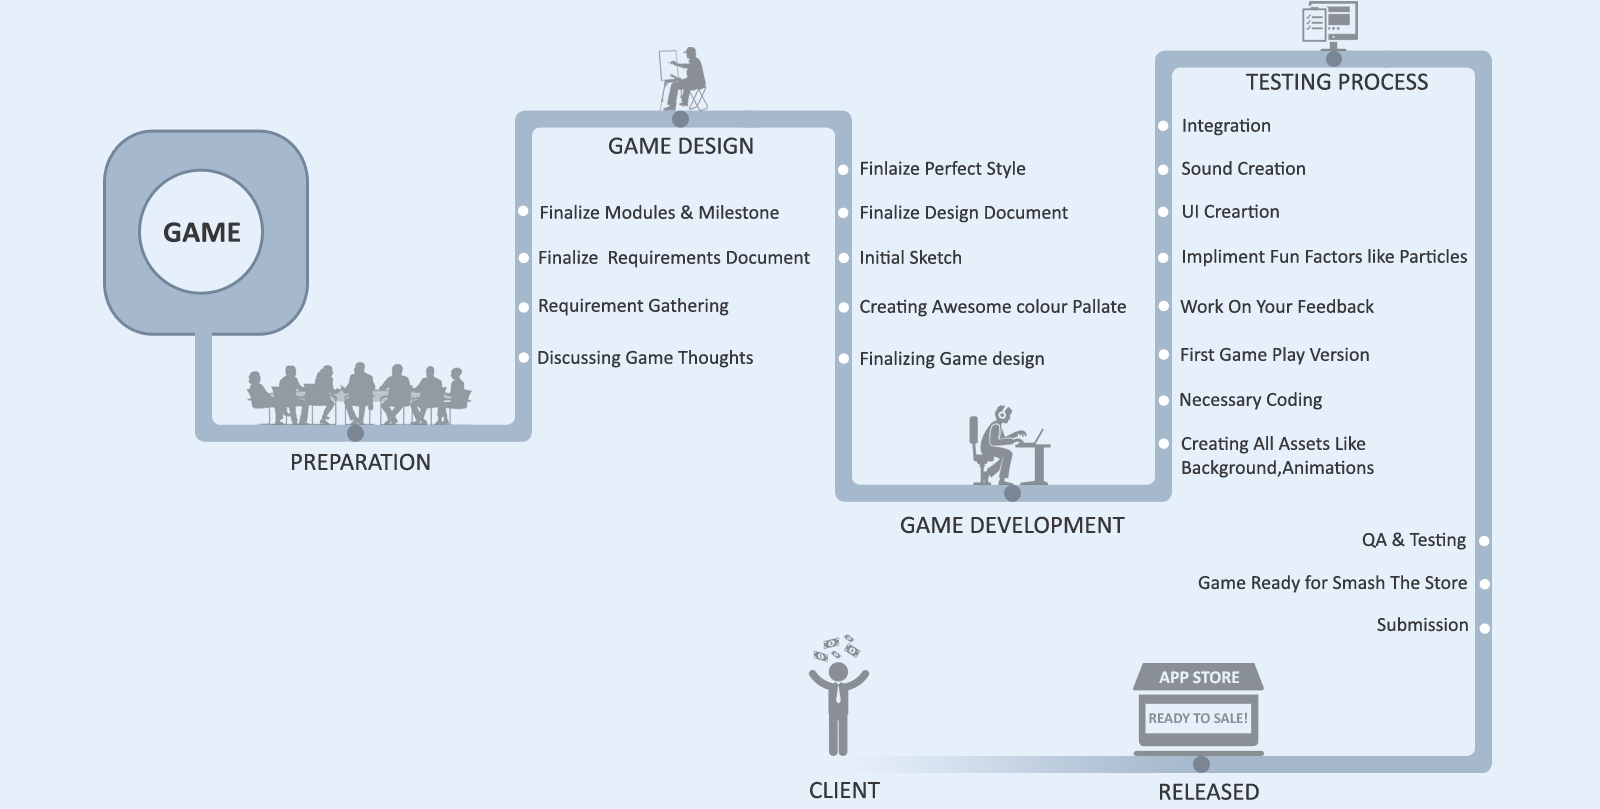 GAME
PREPARATION
GAME DESIGN
Finalize Modules & Milestone
Finalize Requirements Document
Requirement Gathering
Discussing Game Thoughts
Finlaize Perfect Style
Finalize Design Document
Initial Sketch
Creating Awesome colour Pallate
Finalizing Game design
GAME DEVELOPMENT
TESTING PROCESS
Integration
Sound Creation
UI Creartion
Impliment Fun Factors like Particles
Work On Your Feedback
First Game Play Version
Necessary Coding
Creating All Assets Like
Background,Animations
QA & Testing
Game Ready for Smash The Store
Submission
APP STORE
READY TO SALE!
RELEASED
CLIENT